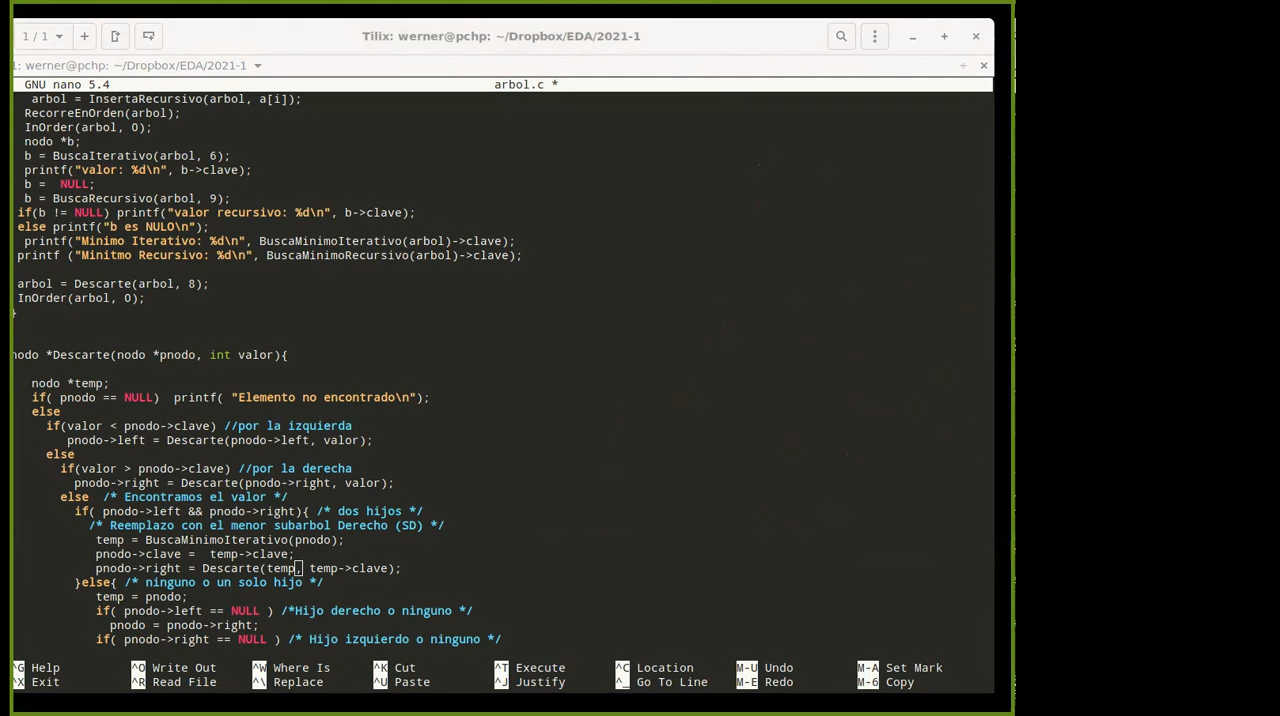 1 / 1
Tilix: werner@pchp: ~/Dropbox/EDA/2021-1
1: werner@pchp: ~/Dropbox/EDA/2021-1
GNU nano 5.4 arbol.c *
arbol = InsertaRecursivo(arbol, a[i]);
RecorreEnOrden(arbol);
InOrder(arbol, 0);
nodo *b;
b = BuscaIterativo(arbol, 6);
printf("valor: %d\n", b->clave);
b =  NULL;
b = BuscaRecursivo(arbol, 9);
if(b != NULL) printf("valor recursivo: %d\n", b->clave);
else printf("b es NULO\n");
printf("Minimo Iterativo: %d\n", BuscaMinimoIterativo(arbol)->clave);
printf ("Minitmo Recursivo: %d\n", BuscaMinimoRecursivo(arbol)->clave);
arbol = Descarte(arbol, 8);
InOrder(arbol, 0);
}
nodo *Descarte(nodo *pnodo, int valor){
nodo *temp;
if( pnodo == NULL)  printf( "Elemento no encontrado\n");
else
if(valor < pnodo->clave) //por la izquierda
pnodo->left = Descarte(pnodo->left, valor);
else
if(valor > pnodo->clave) //por la derecha
pnodo->right = Descarte(pnodo->right, valor);
else  /* Encontramos el valor */
if( pnodo->left && pnodo->right){ /* dos hijos */
/* Reemplazo con el menor subarbol Derecho (SD) */
temp = BuscaMinimoIterativo(pnodo);
pnodo->clave =  temp->clave;
pnodo->right = Descarte(temp, temp->clave);
}else{ /* ninguno o un solo hijo */
temp = pnodo;
if( pnodo->left == NULL ) /*Hijo derecho o ninguno */
pnodo = pnodo->right;
if( pnodo->right == NULL ) /* Hijo izquierdo o ninguno */
^G Help ^O Write Out ^W Where Is ^K Cut ^T Execute ^C Location M-U Undo M-A Set Mark
^X Exit ^R Read File ^\ Replace ^U Paste ^J Justify ^_ Go To Line M-E Redo M-6 Copy